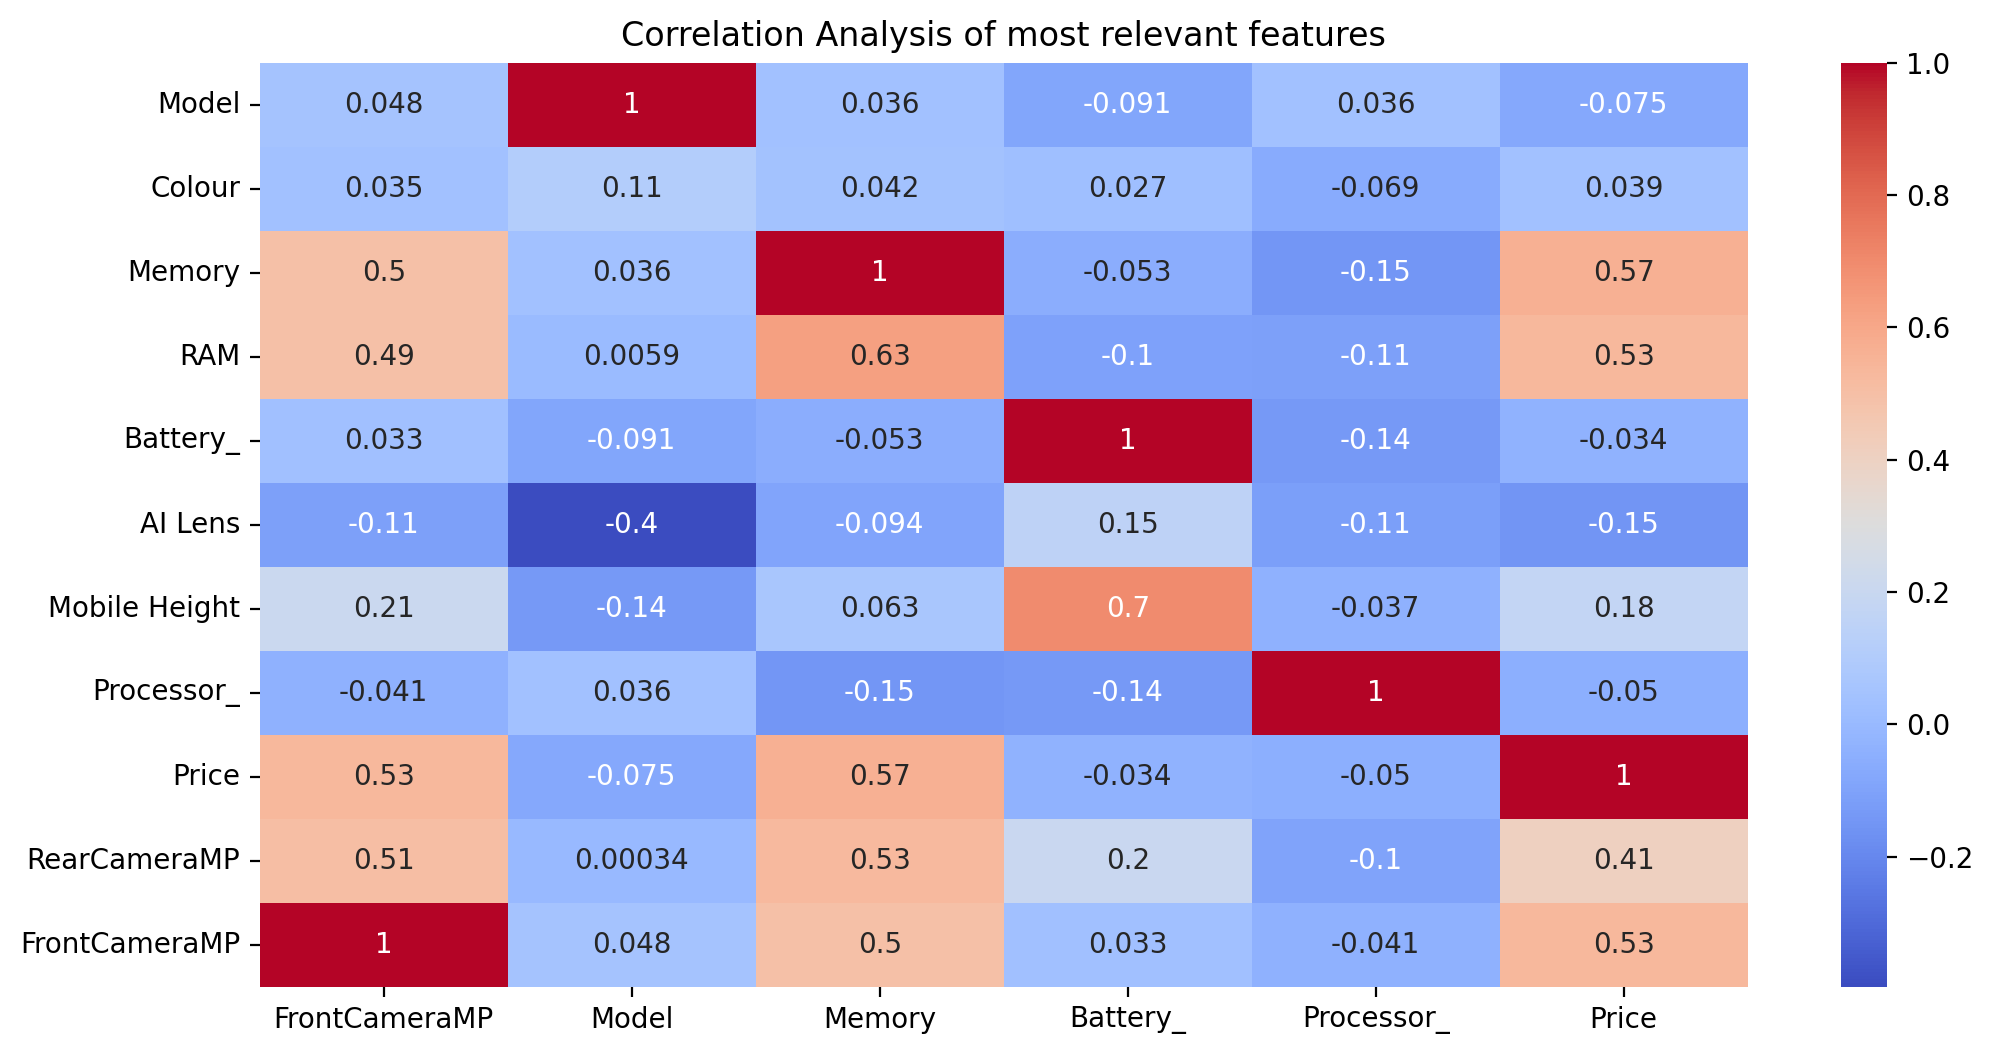 Correlation Analysis of most relevant features
Model 0.048 1 0.036 -0.091 0.036 -0.075
Colour 0.035 0.11 0.042 0.027 -0.069 0.039
Memory 0.5 0.036 1 -0.053 -0.15 0.57
RAM 0.49 0.0059 0.63 -0.1 -0.11 0.53
Battery_ 0.033 -0.091 -0.053 1 -0.14 -0.034
AI Lens -0.11 -0.4 -0.094 0.15 -0.11 -0.15
Mobile Height 0.21 -0.14 0.063 0.7 -0.037 0.18
Processor_ -0.041 0.036 -0.15 -0.14 1 -0.05
Price 0.53 -0.075 0.57 -0.034 -0.05 1
RearCameraMP 0.51 0.00034 0.53 0.2 -0.1 0.41
FrontCameraMP 1 0.048 0.5 0.033 -0.041 0.53
FrontCameraMP Model Memory Battery_ Processor_ Price
1.0
0.8
0.6
0.4
0.2
0.0
−0.2